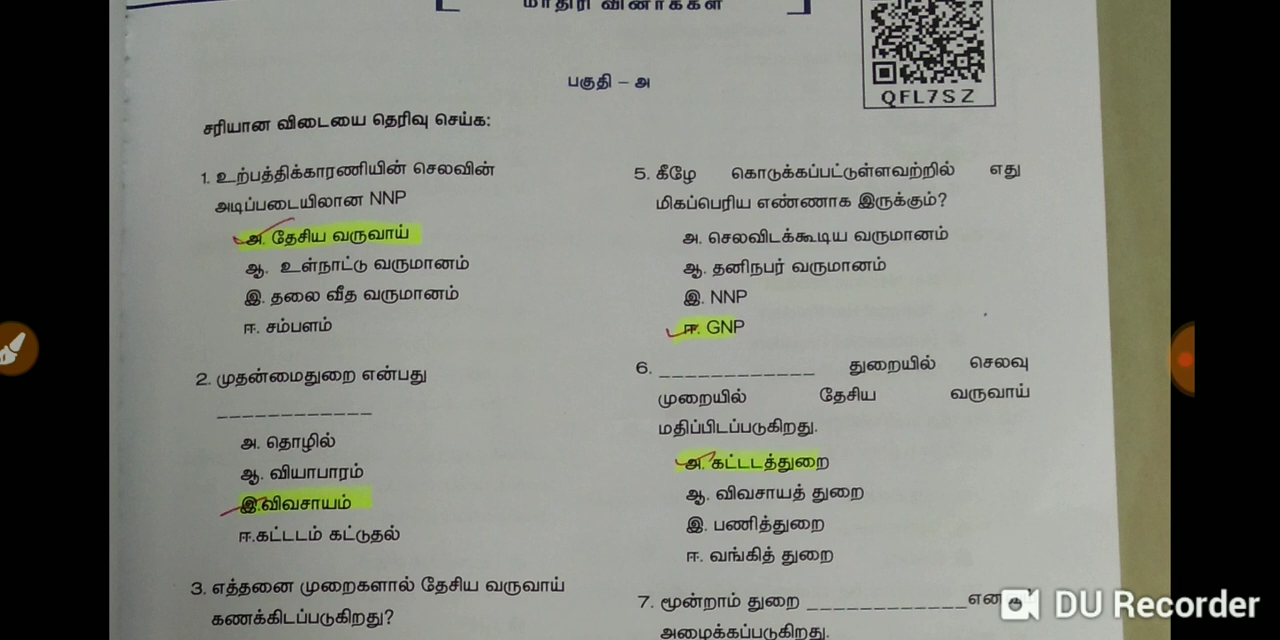 மாதிரி வினாக்கள்
QFL7SZ
பகுதி – அ
சரியான விடையை தெரிவு செய்க:
1. உற்பத்திக்காரணியின் செலவின்
அடிப்படையிலான NNP
அ. தேசிய வருவாய்
ஆ. உள்நாட்டு வருமானம்
இ. தலை வீத வருமானம்
ஈ. சம்பளம்
2. முதன்மைதுறை என்பது
____________
அ. தொழில்
ஆ. வியாபாரம்
இ.விவசாயம்
ஈ.கட்டடம் கட்டுதல்
3. எத்தனை முறைகளால் தேசிய வருவாய்
கணக்கிடப்படுகிறது?
5. கீழே கொடுக்கப்பட்டுள்ளவற்றில் எது
மிகப்பெரிய எண்ணாக இருக்கும்?
அ. செலவிடக்கூடிய வருமானம்
ஆ. தனிநபர் வருமானம்
இ. NNP
ஈ. GNP
6. ____________ துறையில் செலவு
முறையில் தேசிய வருவாய்
மதிப்பிடப்படுகிறது.
அ. கட்டடத்துறை
ஆ. விவசாயத் துறை
இ. பணித்துறை
ஈ. வங்கித் துறை
7. மூன்றாம் துறை ____________
அழைக்கப்படுகிறது.
DU Recorder